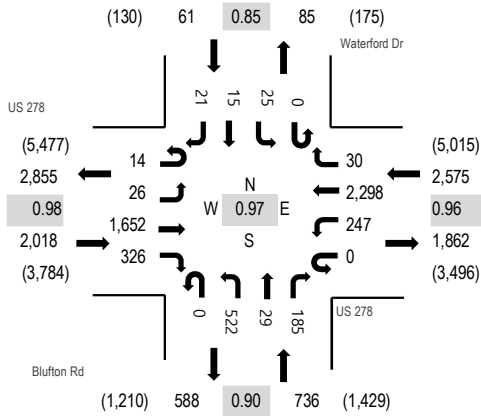 (130) 61 0.85 85 (175)
Waterford Dr
21 15 25 0
US 278
(5,477) (5,015)
14 30
2,855 2,575
26 N 2,298
0.98 W 0.97 E 0.96
1,652 S 247
2,018 1,862
326 0
(3,784) (3,496)
0 522 29 185
US 278
Blufton Rd
(1,210) 588 0.90 736 (1,429)